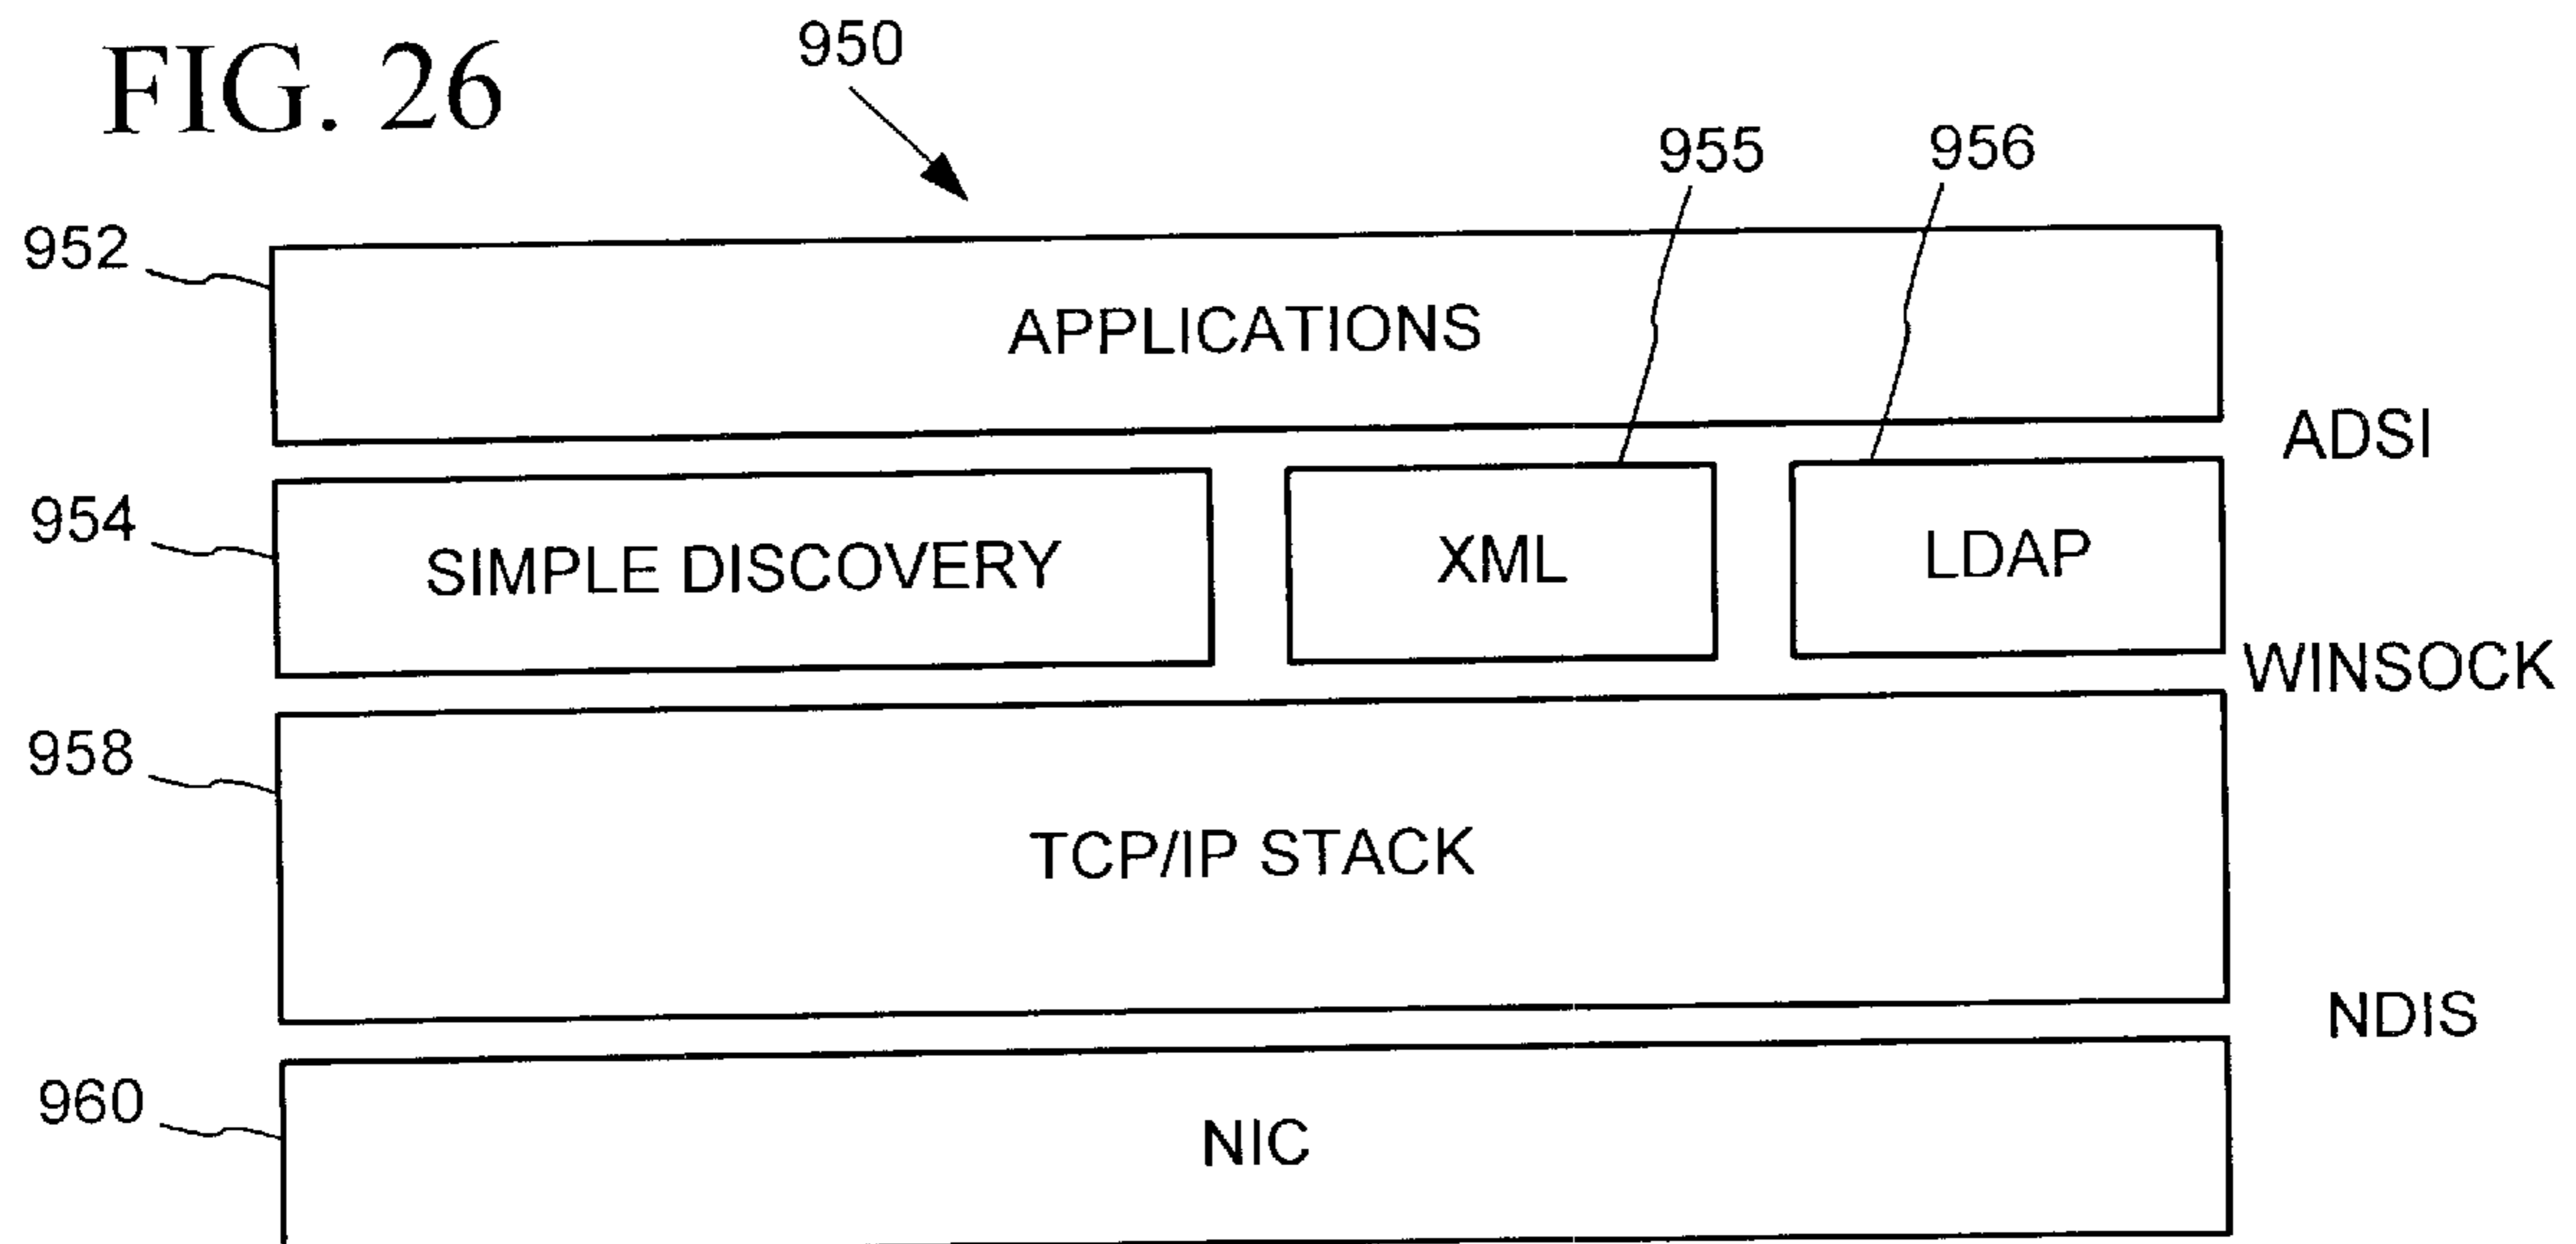 FIG. 26
950
955
956
952
APPLICATIONS
ADSI
954
SIMPLE DISCOVERY
XML
LDAP
WINSOCK
958
TCP/IP STACK
NDIS
960
NIC